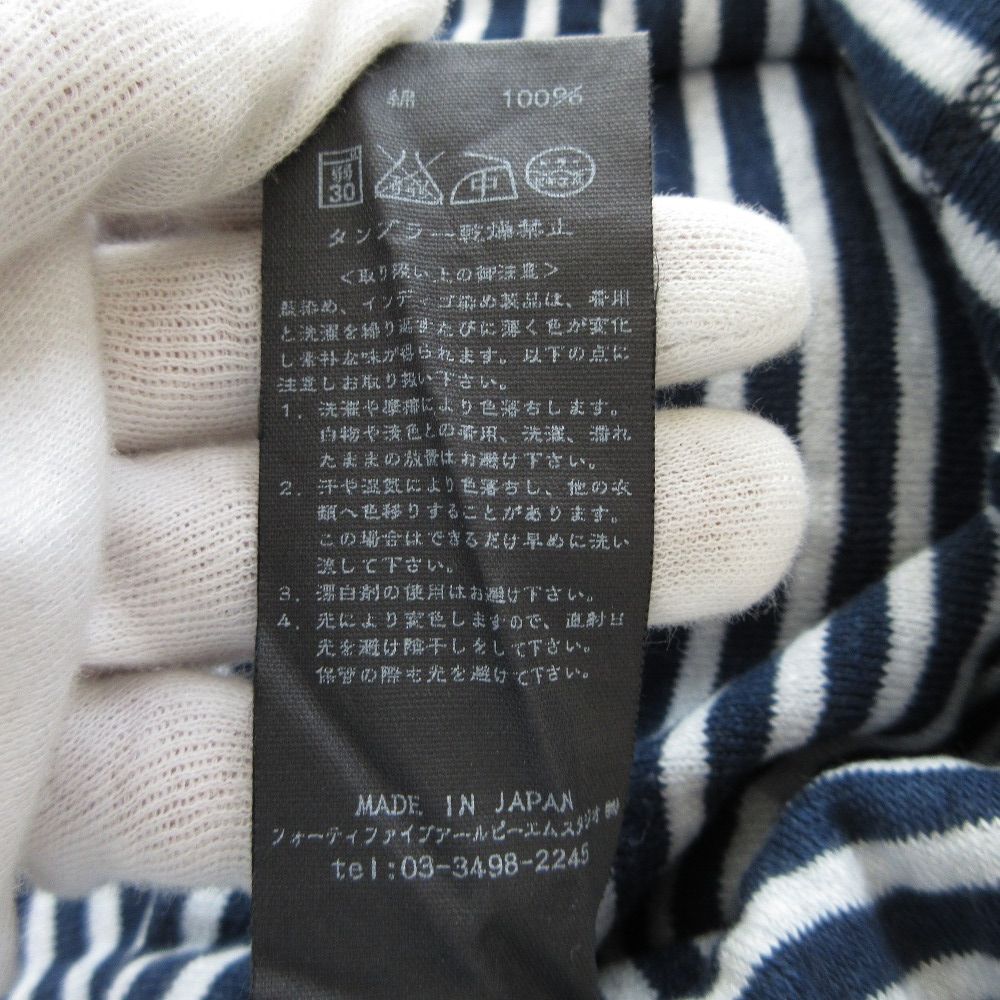 綿 100%
30
中
タンブラー乾燥禁止
<取り扱い上の御注意>
藍染め、インディゴ染め製品は、着用
と洗濯を繰り返すたびに薄く色が変化
し素朴な味が得られます。以下の点に
注意しお取り扱い下さい。
1. 洗濯や摩擦により色落ちします。
白物や淡色との着用、洗濯、濡れ
たままの放置はお避け下さい。
2. 汗や湿気により色落ちし、他の衣
類へ色移りすることがあります。
この場合はできるだけ早めに洗い
流して下さい。
3. 漂白剤の使用はお避け下さい。
4. 光により変色しますので、直射日
光を避け陰干しをして下さい。
保管の際も光を避けて下さい。
MADE IN JAPAN
フォーティファイブアールピーエムスタジオ
tel:03-3498-2245